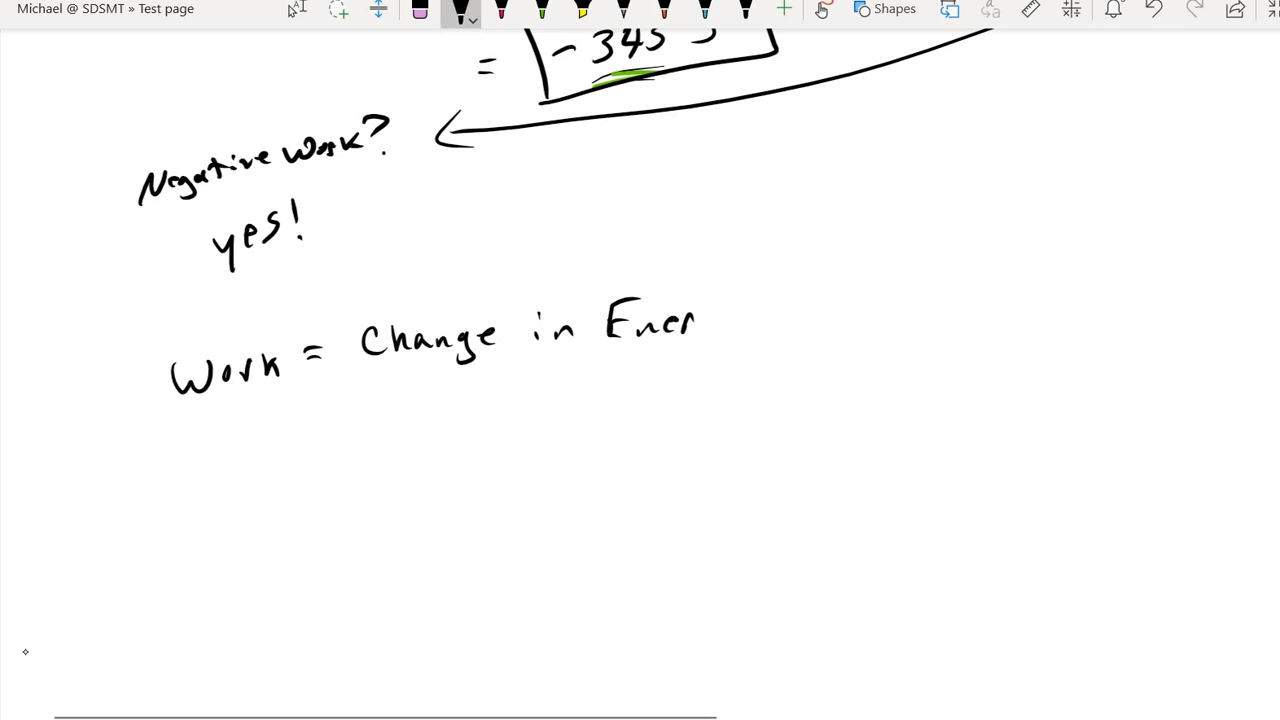 Michael @ SDSMT » Test page
Shapes
= -345 J
Negative Work?
yes!
Work = Change in Ener